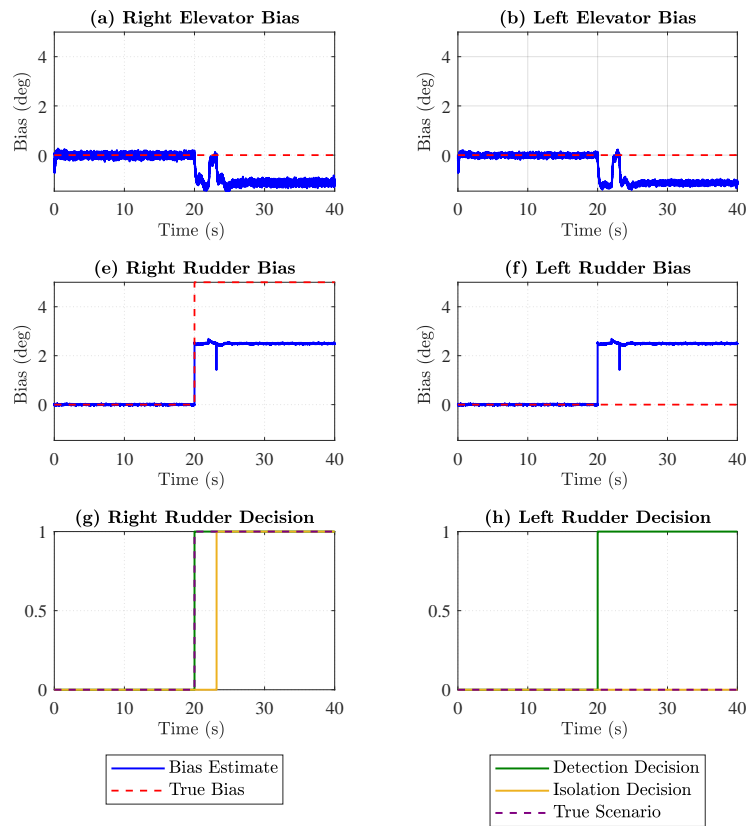 (a) Right Elevator Bias
(b) Left Elevator Bias
Bias (deg)
4
2
0
0 10 20 30 40
Time (s)
Bias (deg)
4
2
0
0 10 20 30 40
Time (s)
(e) Right Rudder Bias
(f) Left Rudder Bias
Bias (deg)
4
2
0
0 10 20 30 40
Time (s)
Bias (deg)
4
2
0
0 10 20 30 40
Time (s)
(g) Right Rudder Decision
(h) Left Rudder Decision
1
0.5
0
0 10 20 30 40
Time (s)
1
0.5
0
0 10 20 30 40
Time (s)
Bias Estimate
True Bias
Detection Decision
Isolation Decision
True Scenario